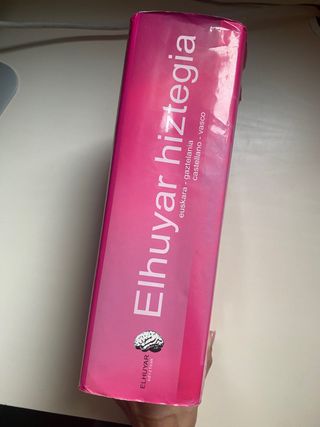 Elhuyar hiztegia
euskara - gaztelania
castellano - vasco
ELHUYAR